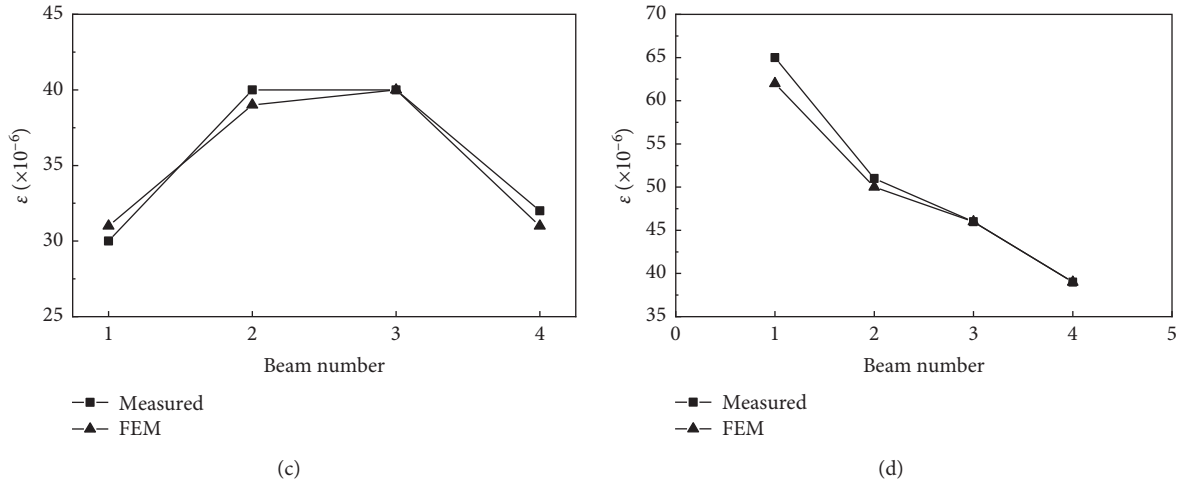 45
40
35
30
25
ε (×10⁻⁶)
1 2 3 4
Beam number
Measured
FEM
(c)
70
65
60
55
50
45
40
35
ε (×10⁻⁶)
0 1 2 3 4 5
Beam number
Measured
FEM
(d)